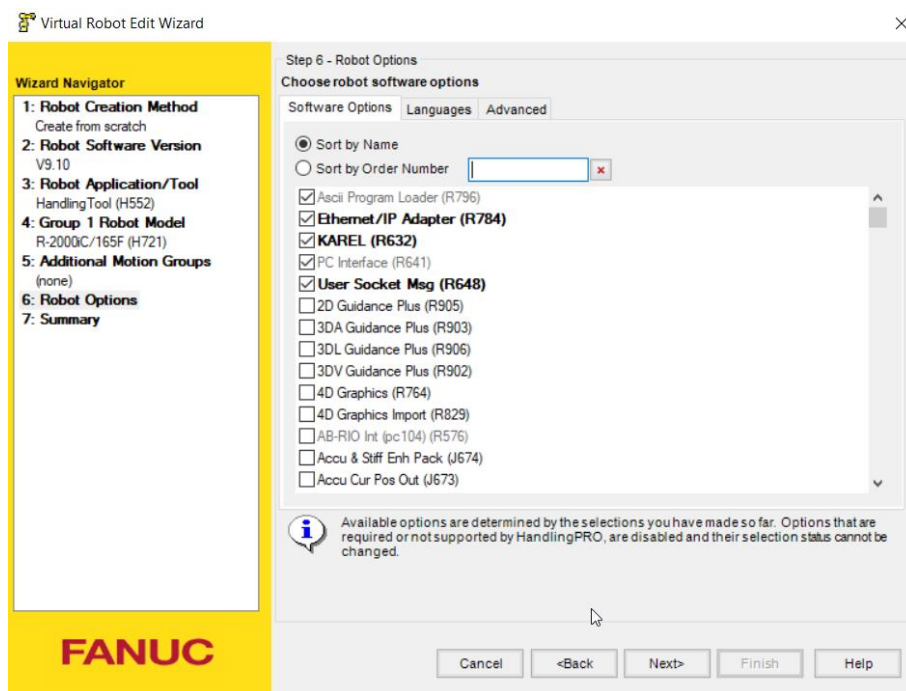 Virtual Robot Edit Wizard
Wizard Navigator
1: Robot Creation Method
Create from scratch
2: Robot Software Version
V9.10
3: Robot Application/Tool
HandlingTool (H552)
4: Group 1 Robot Model
R-2000iC/165F (H721)
5: Additional Motion Groups
(none)
6: Robot Options
7: Summary
FANUC
Step 6 - Robot Options
Choose robot software options
Software Options Languages Advanced
Sort by Name
Sort by Order Number
Ascii Program Loader (R796)
Ethernet/IP Adapter (R784)
KAREL (R632)
PC Interface (R641)
User Socket Msg (R648)
2D Guidance Plus (R905)
3DA Guidance Plus (R903)
3DL Guidance Plus (R906)
3DV Guidance Plus (R902)
4D Graphics (R764)
4D Graphics Import (R829)
AB-RIO Int (pc104) (R576)
Accu & Stiff Enh Pack (J674)
Accu Cur Pos Out (J673)
Available options are determined by the selections you have made so far. Options that are
required or not supported by HandlingPRO, are disabled and their selection status cannot be
changed.
Cancel <Back Next> Finish Help